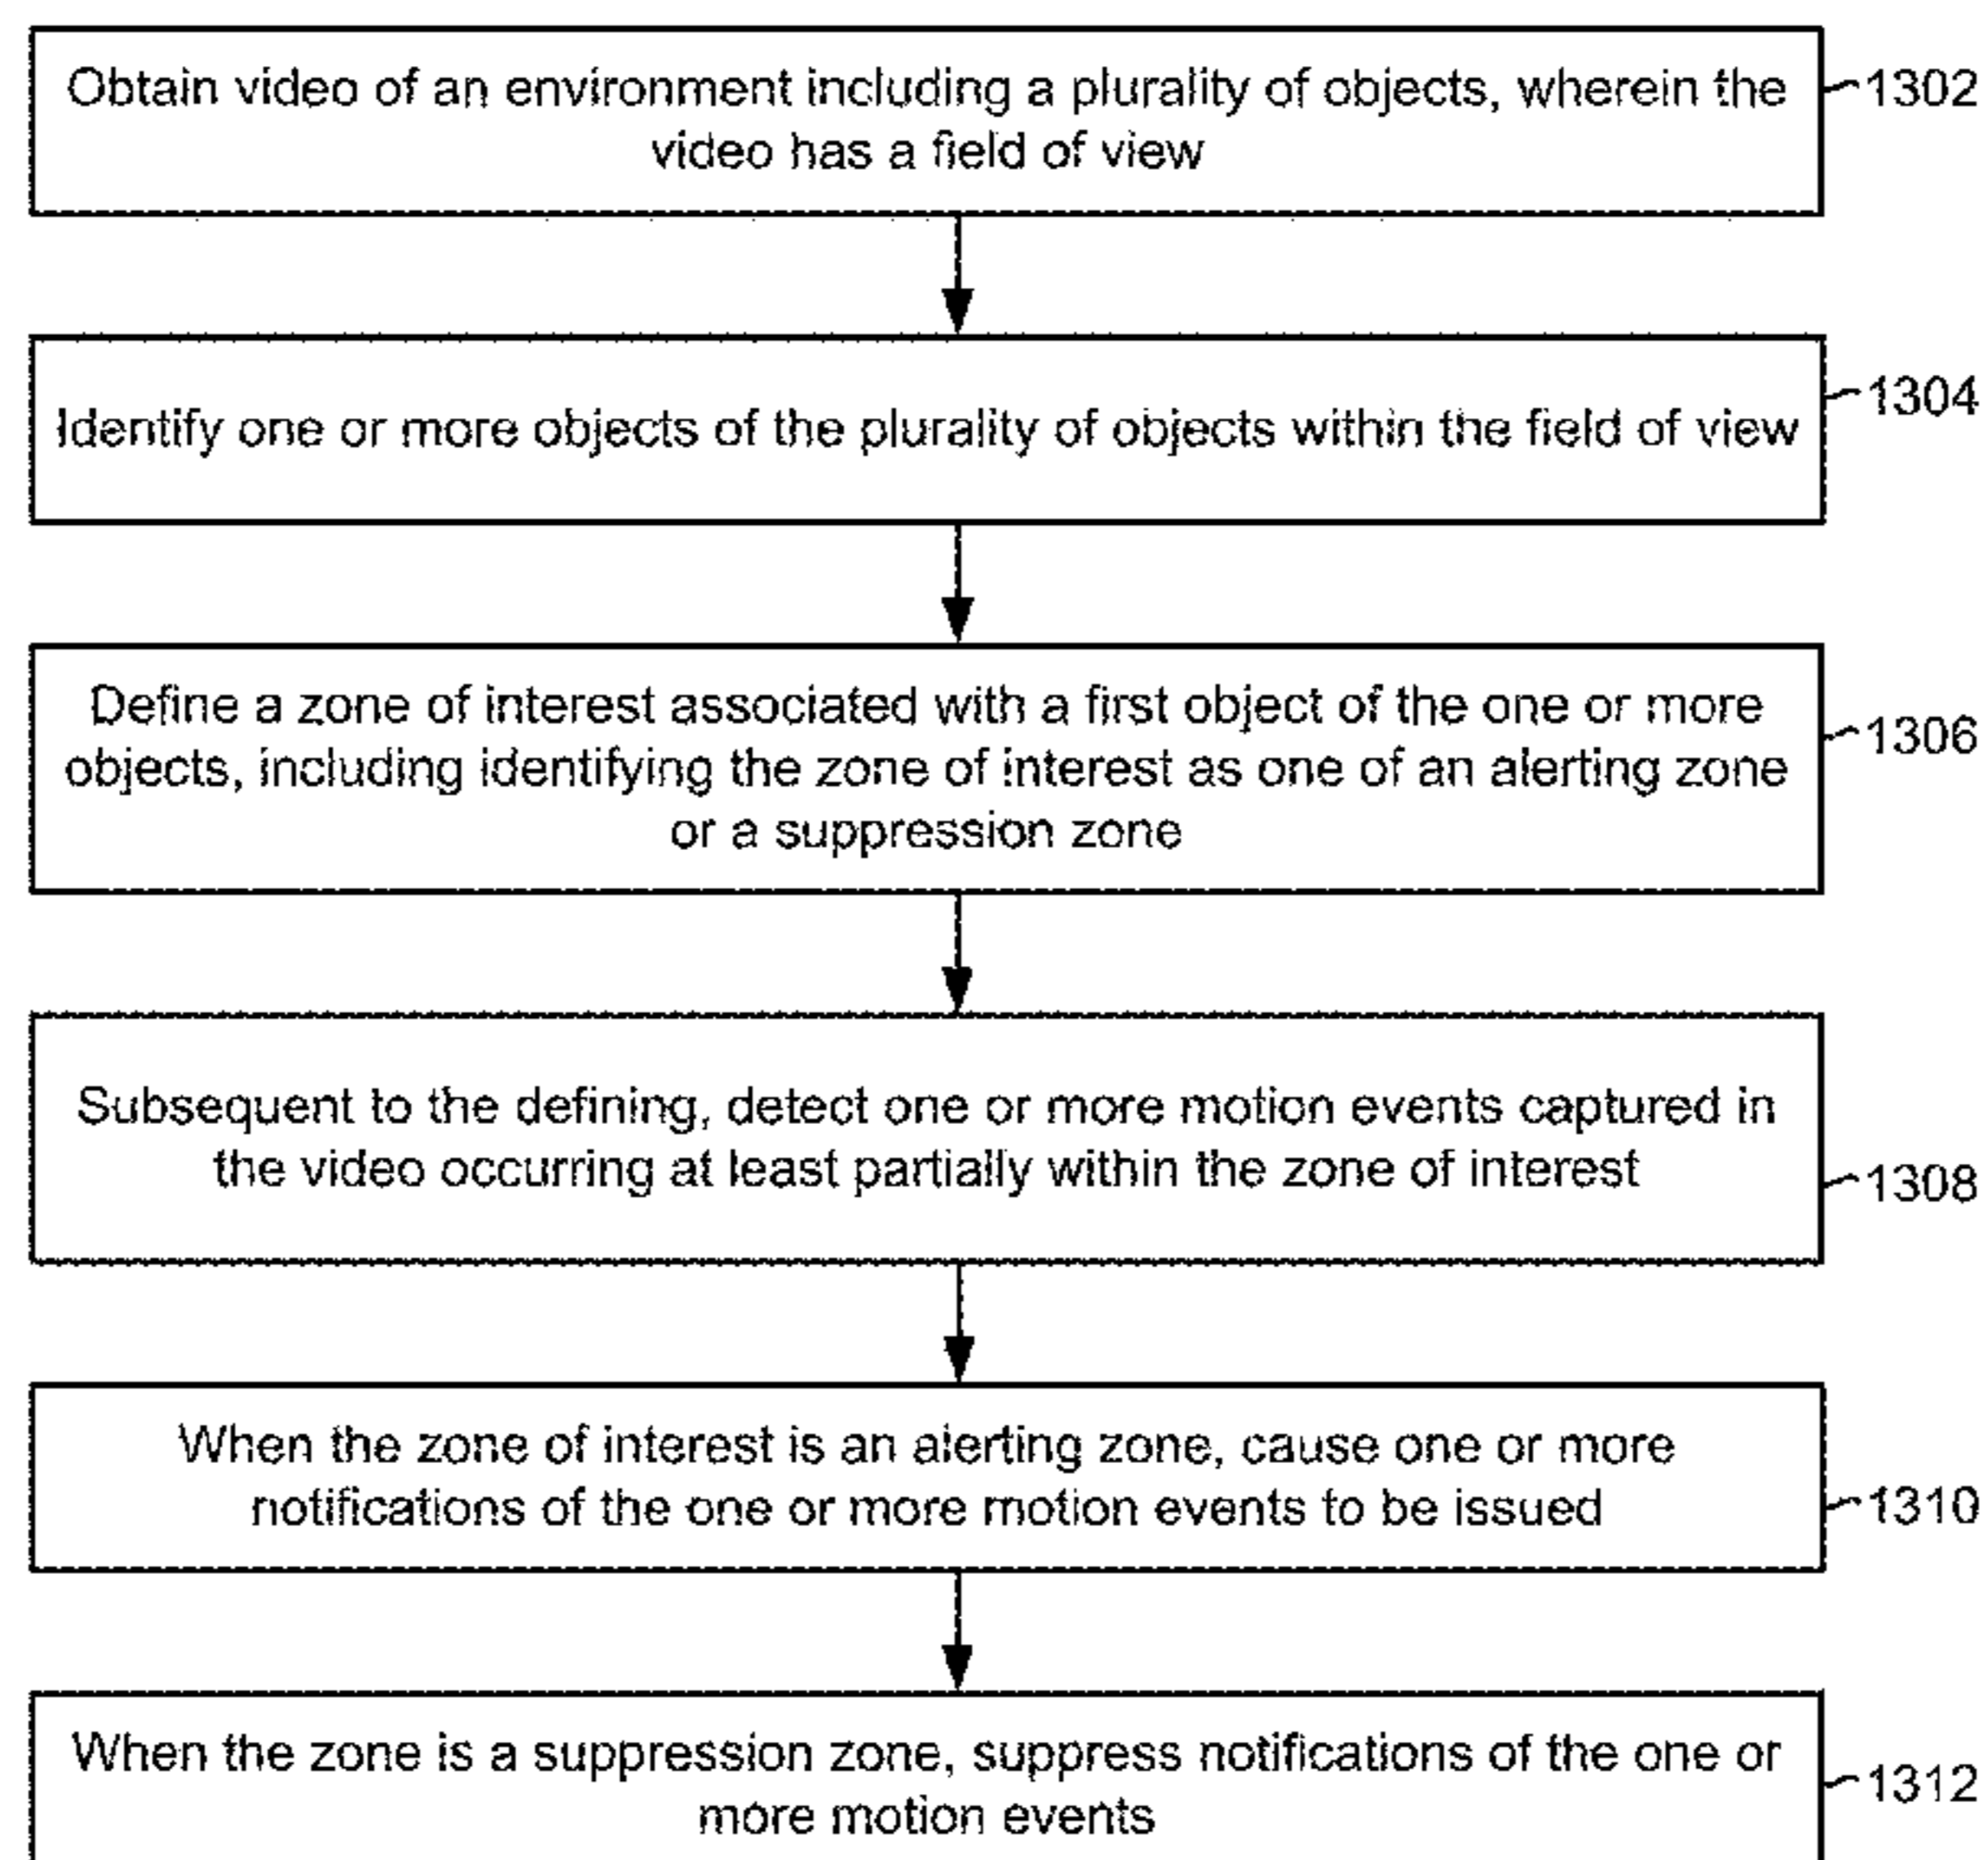 Obtain video of an environment including a plurality of objects, wherein the
video has a field of view
1302
Identify one or more objects of the plurality of objects within the field of view
1304
Define a zone of interest associated with a first object of the one or more
objects, including identifying the zone of interest as one of an alerting zone
or a suppression zone
1306
Subsequent to the defining, detect one or more motion events captured in
the video occurring at least partially within the zone of interest
1308
When the zone of interest is an alerting zone, cause one or more
notifications of the one or more motion events to be issued
1310
When the zone is a suppression zone, suppress notifications of the one or
more motion events
1312